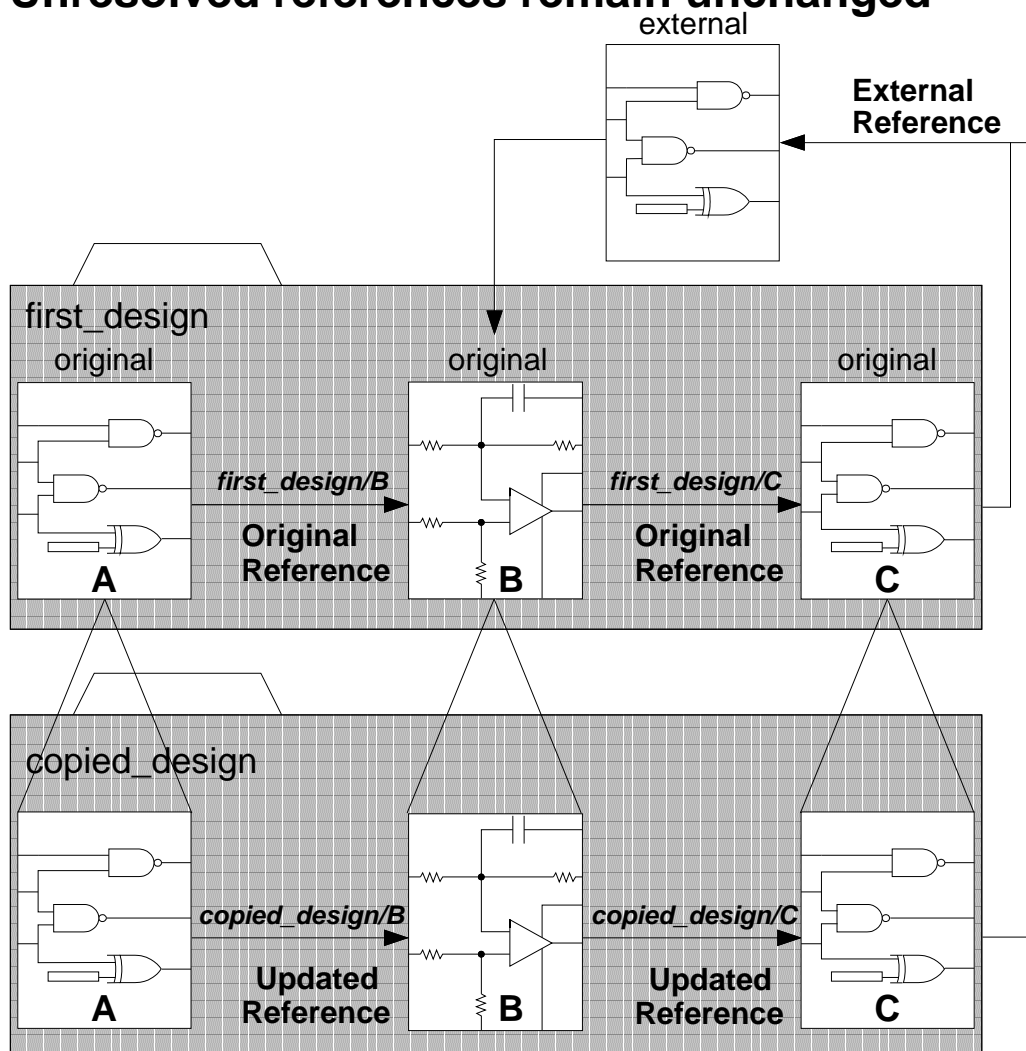 Unresolved references remain unchanged
external
External
Reference
first_design
original
original
original
first_design/B
first_design/C
Original
Reference
Original
Reference
A
B
C
copied_design
copied_design/B
copied_design/C
Updated
Reference
Updated
Reference
A
B
C